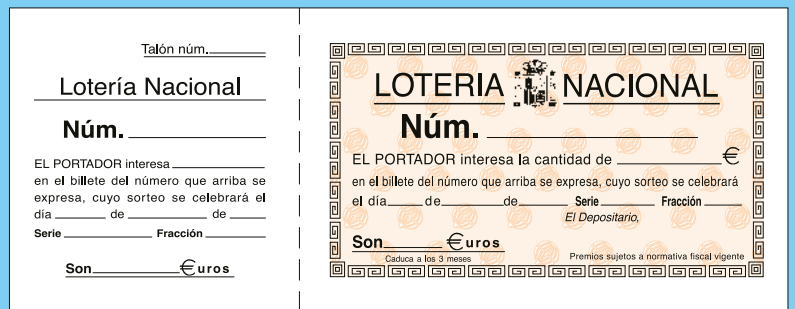 Talón núm.
Lotería Nacional
Núm.
EL PORTADOR interesa
en el billete del número que arriba se
expresa, cuyo sorteo se celebrará el
día de de
Serie Fracción
Son €uros
LOTERIA NACIONAL
Núm.
EL PORTADOR interesa la cantidad de €
en el billete del número que arriba se expresa, cuyo sorteo se celebrará
el día de de Serie Fracción
El Depositario,
Son €uros
Caduca a los 3 meses
Premios sujetos a normativa fiscal vigente